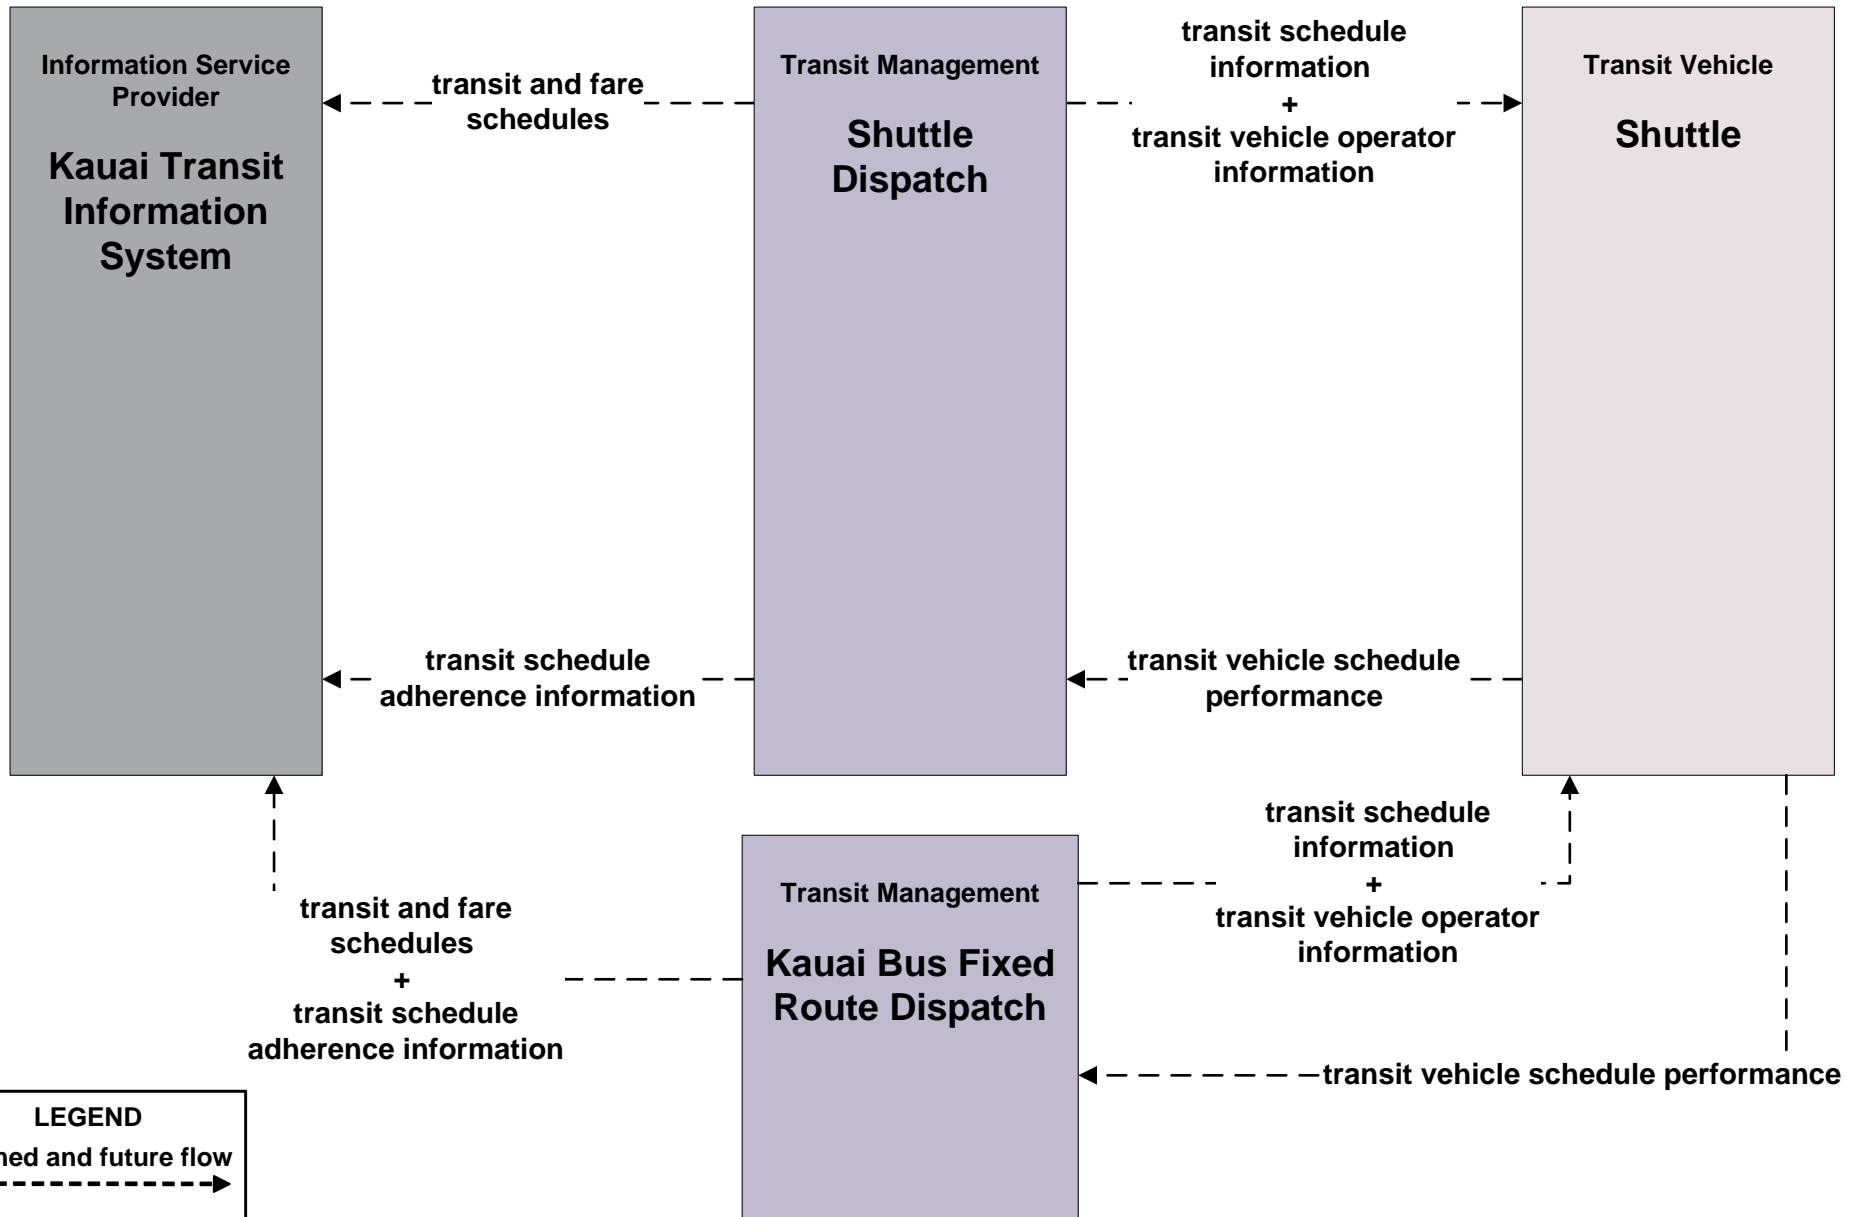 Information Service
Provider
Kauai Transit
Information
System
transit and fare
schedules
Transit Management
Shuttle
Dispatch
transit schedule
information
+
transit vehicle operator
information
Transit Vehicle
Shuttle
transit schedule
adherence information
transit vehicle schedule
performance
transit and fare
schedules
+
transit schedule
adherence information
Transit Management
Kauai Bus Fixed
Route Dispatch
transit schedule
information
+
transit vehicle operator
information
transit vehicle schedule performance
LEGEND
and future flow